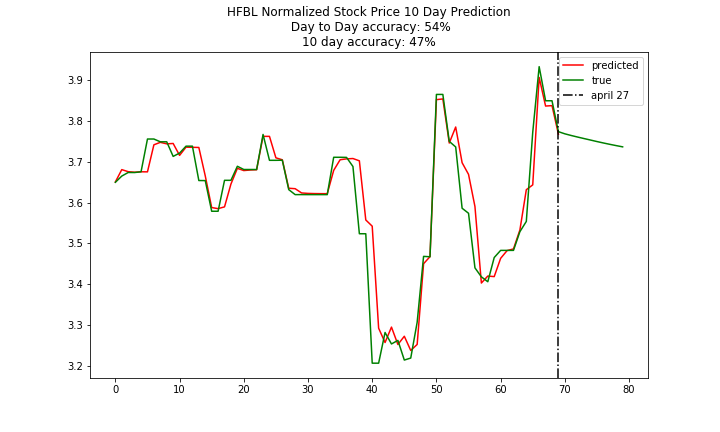 HFBL Normalized Stock Price 10 Day Prediction
Day to Day accuracy: 54%
10 day accuracy: 47%
predicted
true
april 27
3.9
3.8
3.7
3.6
3.5
3.4
3.3
3.2
0 10 20 30 40 50 60 70 80